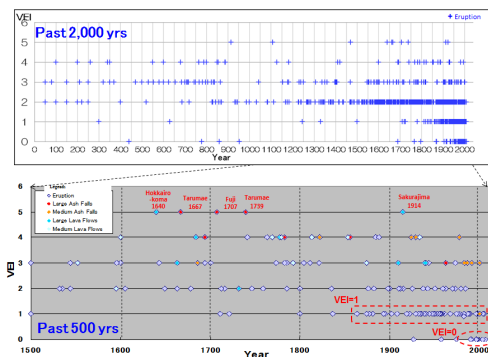 VEI
Past 2,000 yrs
+ Eruption
6
5
4
3
2
1
0
0 100 200 300 400 500 600 700 800 900 1000 1100 1200 1300 1400 1500 1600 1700 1800 1900 2000
Year
6
5
4
3
2
1
0
VEI
Legend
Eruption
Large Ash Falls
Medium Ash Falls
Large Lava Flows
Medium Lava Flows
Hokkairo
-koma
1640
Tarumae
1667
Fuji
1707
Tarumae
1739
Sakurajima
1914
VEI=1
VEI=0
Past 500 yrs
1500 1600 1700 1800 1900 2000
Year